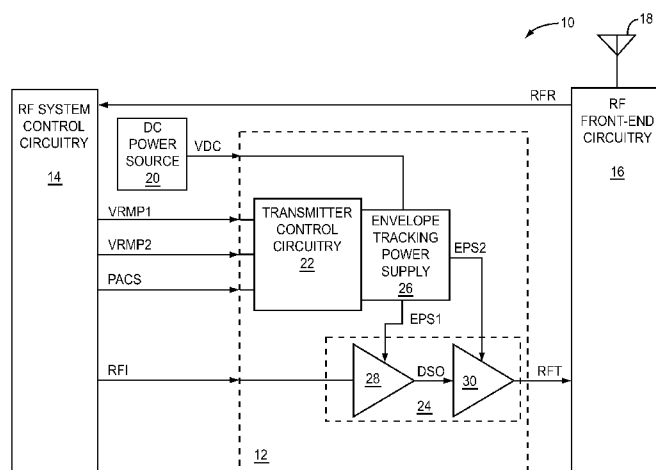 10
18
RFR
RF SYSTEM
CONTROL
CIRCUITRY
14
DC
POWER
SOURCE
20
VDC
RF
FRONT-END
CIRCUITRY
16
VRMP1
VRMP2
PACS
TRANSMITTER
CONTROL
CIRCUITRY
22
ENVELOPE
TRACKING
POWER
SUPPLY
26
EPS2
EPS1
RFI
28
DSO
30
RFT
24
12